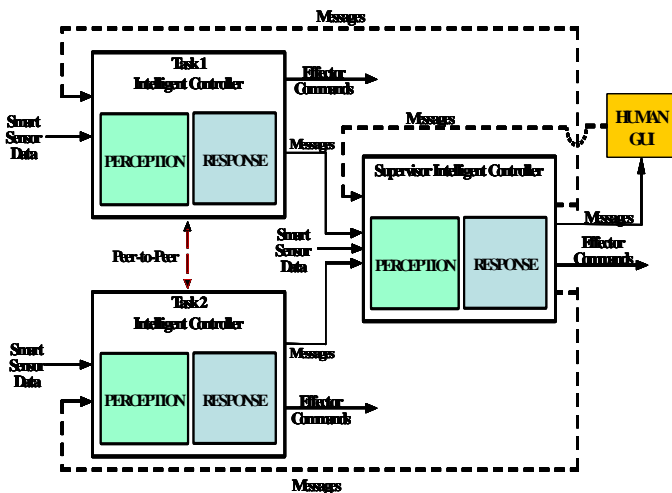 Messages
Task 1
Intelligent Controller
Effector
Commands
Smart
Sensor
Data
PERCEPTION
RESPONSE
Messages
Messages
HUMAN
GUI
Supervisor Intelligent Controller
Peer-to-Peer
Smart
Sensor
Data
PERCEPTION
RESPONSE
Messages
Effector
Commands
Task 2
Intelligent Controller
Messages
Smart
Sensor
Data
PERCEPTION
RESPONSE
Effector
Commands
Messages